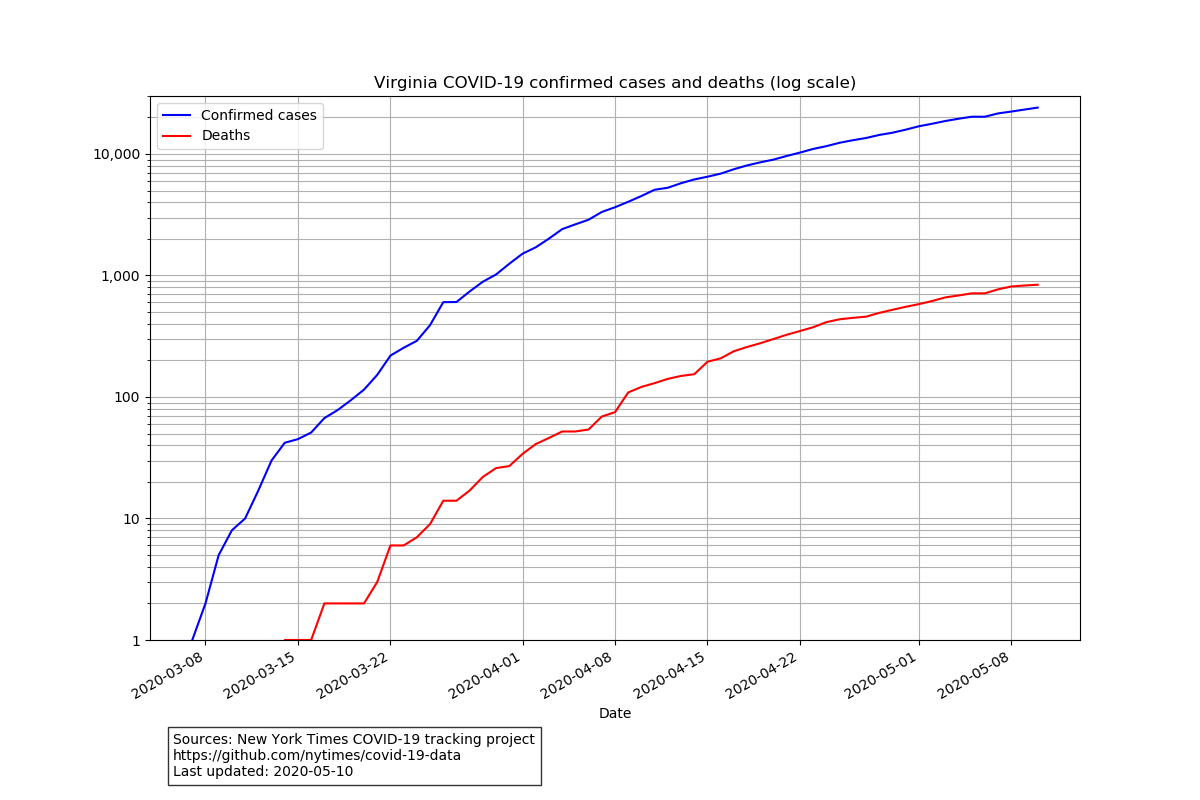 Virginia COVID-19 confirmed cases and deaths (log scale)
Confirmed cases
Deaths
10,000
1,000
100
10
1
2020-03-08
2020-03-15
2020-03-22
2020-04-01
2020-04-08
2020-04-15
2020-04-22
2020-05-01
2020-05-08
Date
Sources: New York Times COVID-19 tracking project
https://github.com/nytimes/covid-19-data
Last updated: 2020-05-10